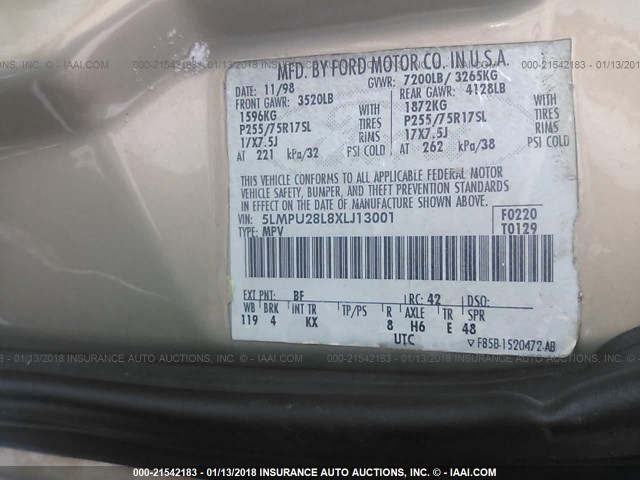 MFD. BY FORD MOTOR CO. IN U.S.A.
DATE: 11/98 GVWR: 7200LB/ 3265KG
FRONT GAWR: 3520LB REAR GAWR: 4128LB
1596KG WITH 1872KG WITH
P255/75R17SL TIRES P255/75R17SL TIRES
17X7.5J RIMS 17X7.5J RIMS
AT 221 kPa/32 PSI COLD AT 262 kPa/38 PSI COLD
THIS VEHICLE CONFORMS TO ALL APPLICABLE FEDERAL MOTOR
VEHICLE SAFETY, BUMPER, AND THEFT PREVENTION STANDARDS
IN EFFECT ON THE DATE OF MANUFACTURE SHOWN ABOVE.
VIN: 5LMPU28L8XLJ13001 F0220
TYPE: MPV T0129
EXT PNT: BF RC: 42 DSO:
WB BRK INT TR TP/PS R AXLE TR SPR
119 4 KX 8 H6 E 48
UTC ▽ F85B-1520472-AB
000-21542183 - 01/13/2018 INSURANCE AUTO AUCTIONS - © IAAI.COM